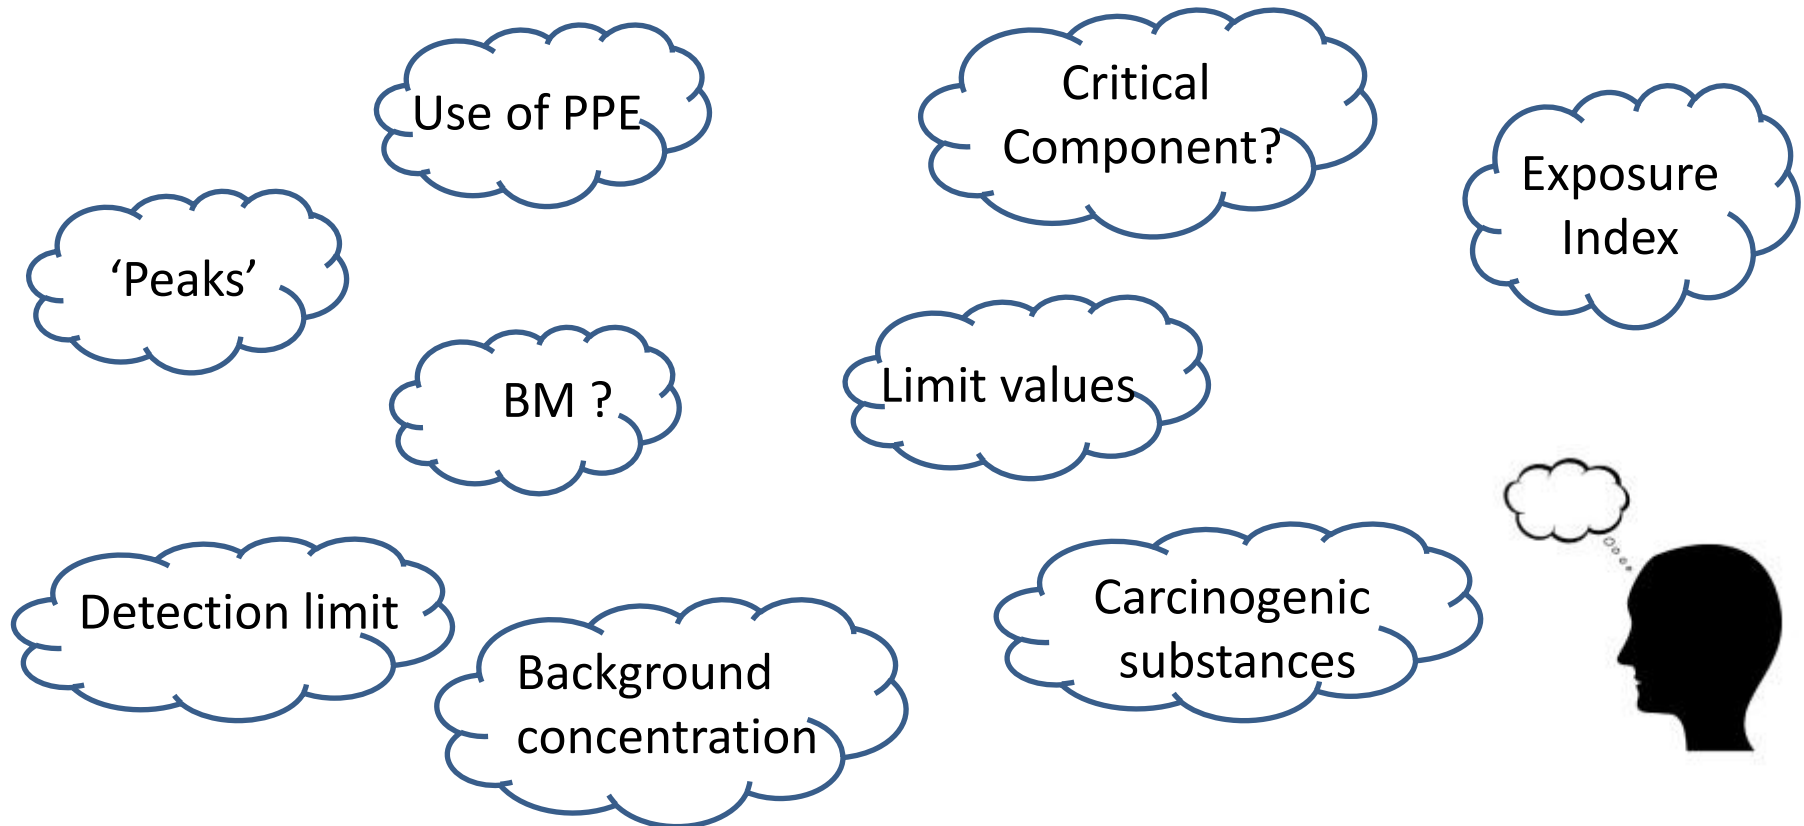 Use of PPE
Critical
Component?
Exposure
Index
‘Peaks’
BM ?
Limit values
Detection limit
Background
concentration
Carcinogenic
substances